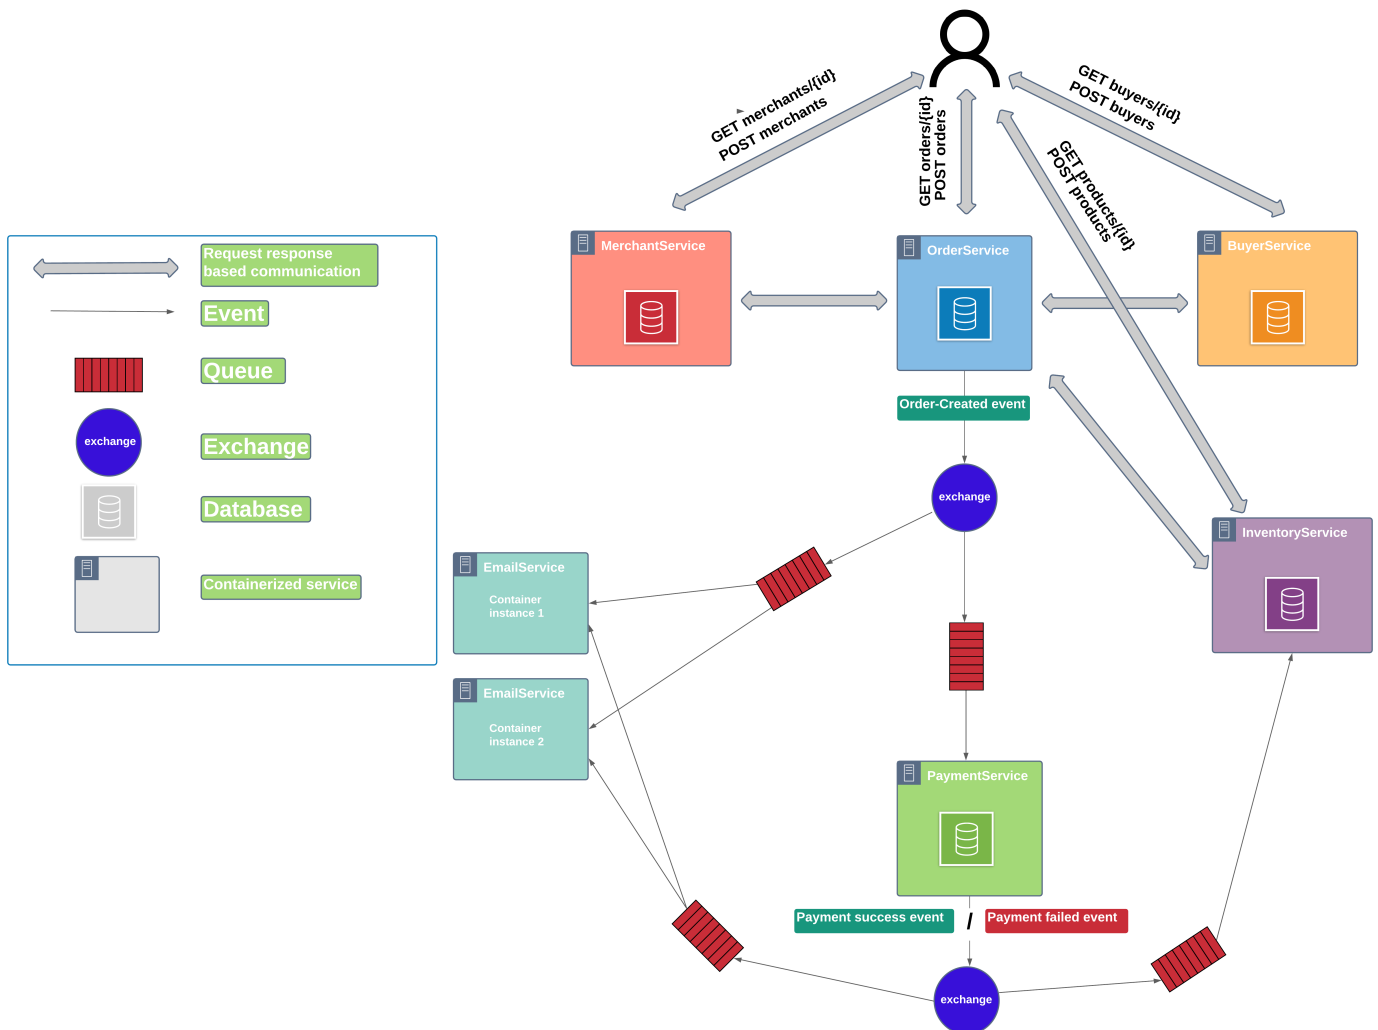 GET merchants/{id}
POST merchants
GET orders/{id}
POST orders
GET buyers/{id}
POST buyers
GET products/{id}
POST products
MerchantService
OrderService
BuyerService
Request response
based communication
Event
Queue
exchange
Exchange
Database
Containerized service
Order-Created event
exchange
InventoryService
EmailService
Container
instance 1
EmailService
Container
instance 2
PaymentService
Payment success event
/
Payment failed event
exchange